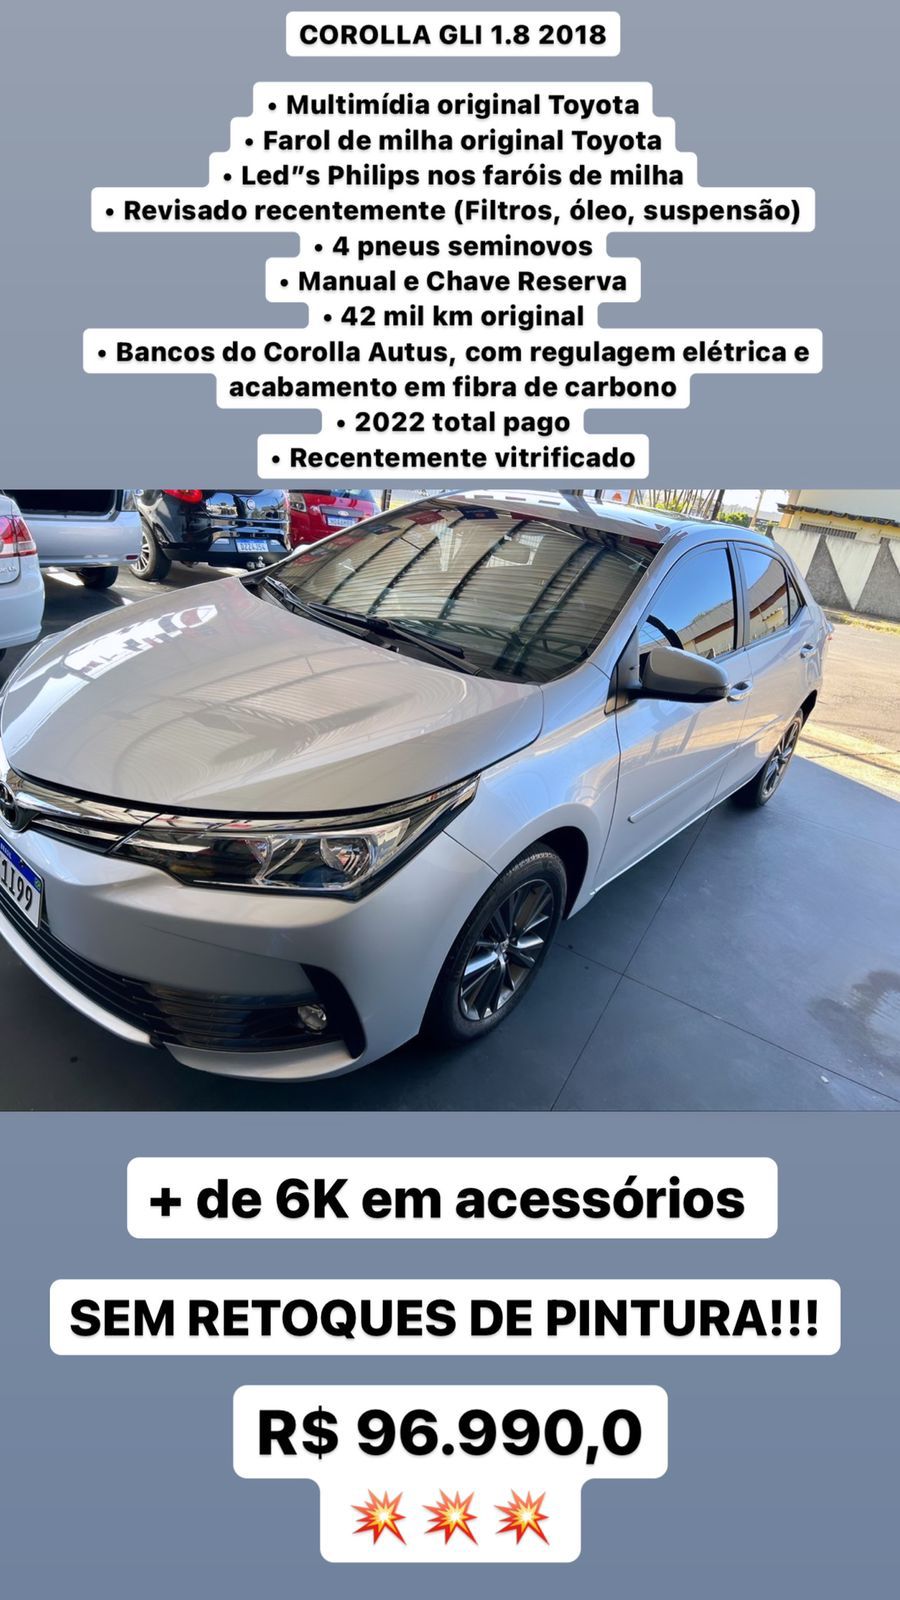 COROLLA GLI 1.8 2018
• Multimídia original Toyota
• Farol de milha original Toyota
• Led”s Philips nos faróis de milha
• Revisado recentemente (Filtros, óleo, suspensão)
• 4 pneus seminovos
• Manual e Chave Reserva
• 42 mil km original
• Bancos do Corolla Autus, com regulagem elétrica e
acabamento em fibra de carbono
• 2022 total pago
• Recentemente vitrificado
1I99
+ de 6K em acessórios
SEM RETOQUES DE PINTURA!!!
R$ 96.990,0
💥 💥 💥